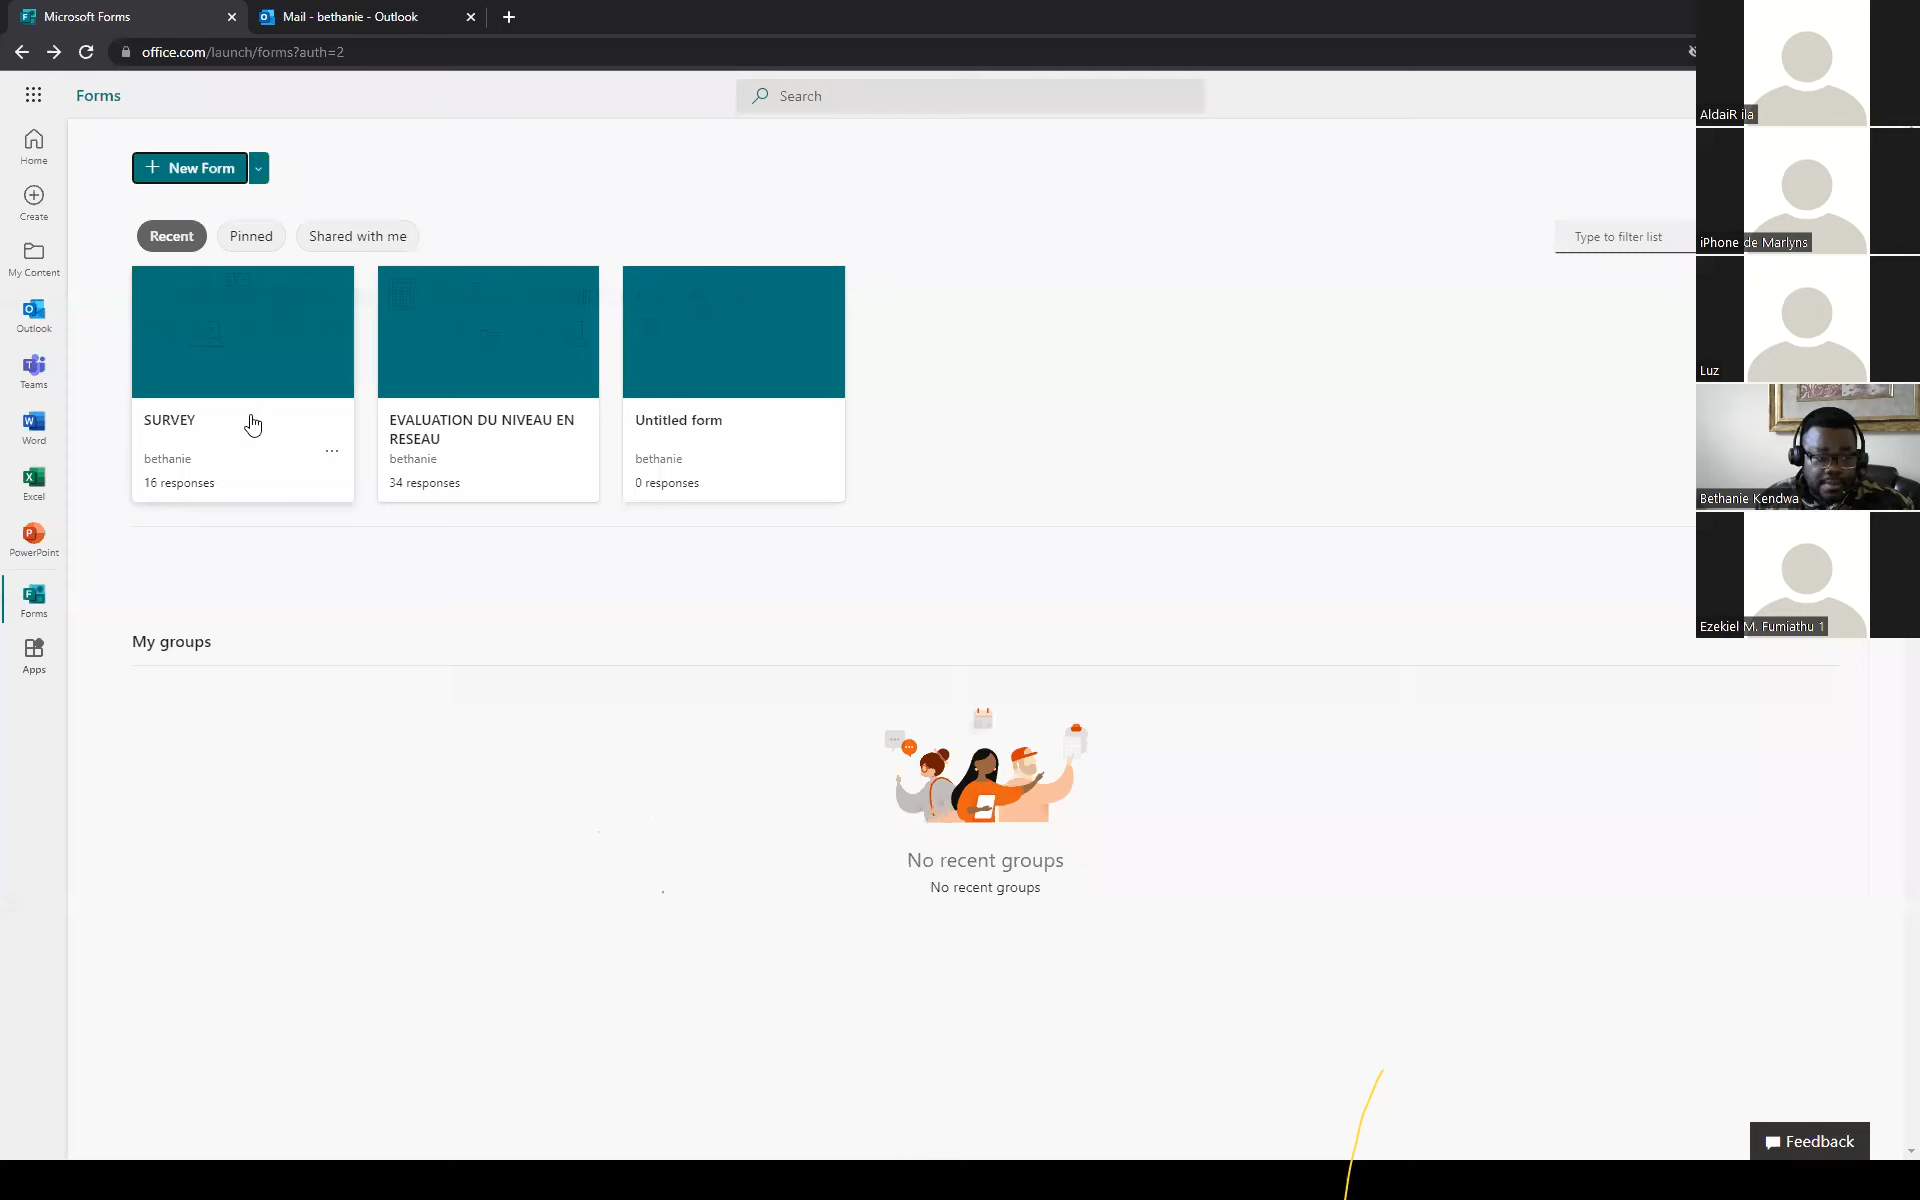 Microsoft Forms
Mail - bethanie - Outlook
office.com/launch/forms?auth=2
Forms
Search
Home
Create
My Content
Outlook
Teams
Word
Excel
PowerPoint
Forms
Apps
New Form
Recent
Pinned
Shared with me
Type to filter list
SURVEY
bethanie
16 responses
EVALUATION DU NIVEAU EN
RESEAU
bethanie
34 responses
Untitled form
bethanie
0 responses
My groups
No recent groups
No recent groups
AldaiR ila
iPhone de Marlyns
Luz
Bethanie Kendwa
Ezekiel M. Fumiathu 1
Feedback